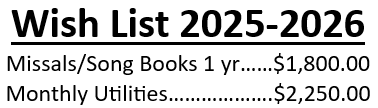 Wish List 2025-2026
Missals/Song Books 1 yr……$1,800.00
Monthly Utilities……………….$2,250.00